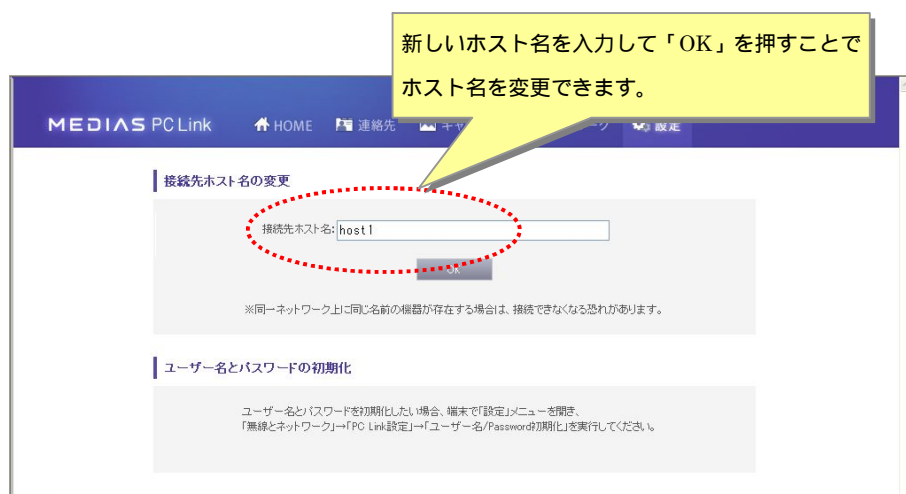 新しいホスト名を入力して「OK」を押すことで
ホスト名を変更できます。
MEDIAS PC Link HOME 連絡先 設定
接続先ホスト名の変更
接続先ホスト名: host1
OK
※同一ネットワーク上に同じ名前の機器が存在する場合は、接続できなくなる恐れがあります。
ユーザー名とパスワードの初期化
ユーザー名とパスワードを初期化したい場合、端末で「設定」メニューを開き、
「無線とネットワーク」→「PC Link設定」→「ユーザー名/Password初期化」を実行してください。